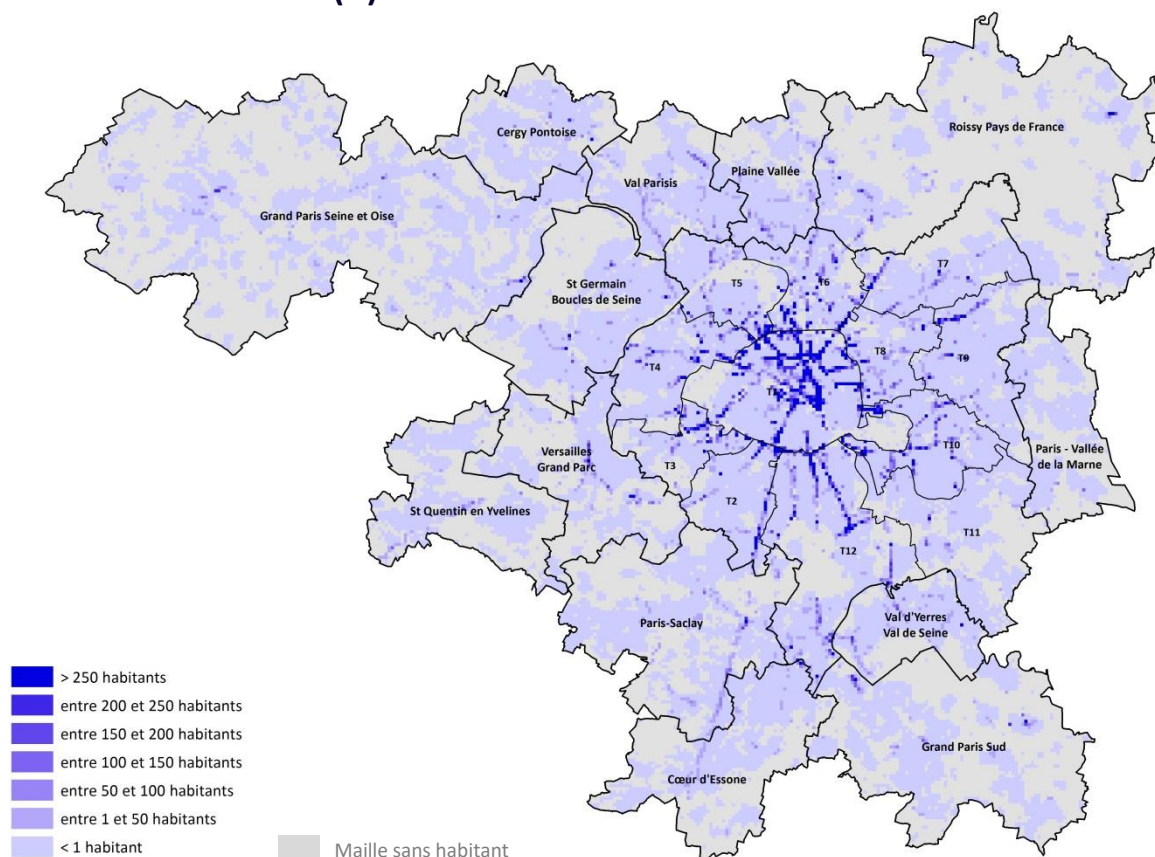 Cergy Pontoise
Roissy Pays de France
Plaine Vallée
Val Parisis
Grand Paris Seine et Oise
T7
T5
T6
St Germain
Boucles de Seine
T8
T9
T4
T10
Versailles
Grand Parc
Paris - Vallée
de la Marne
T3
T2
St Quentin en Yvelines
T11
T12
Val d'Yerres
Val de Seine
Paris-Saclay
Grand Paris Sud
Cœur d'Essone
> 250 habitants
entre 200 et 250 habitants
entre 150 et 200 habitants
entre 100 et 150 habitants
entre 50 et 100 habitants
entre 1 et 50 habitants
< 1 habitant
Maille sans habitant